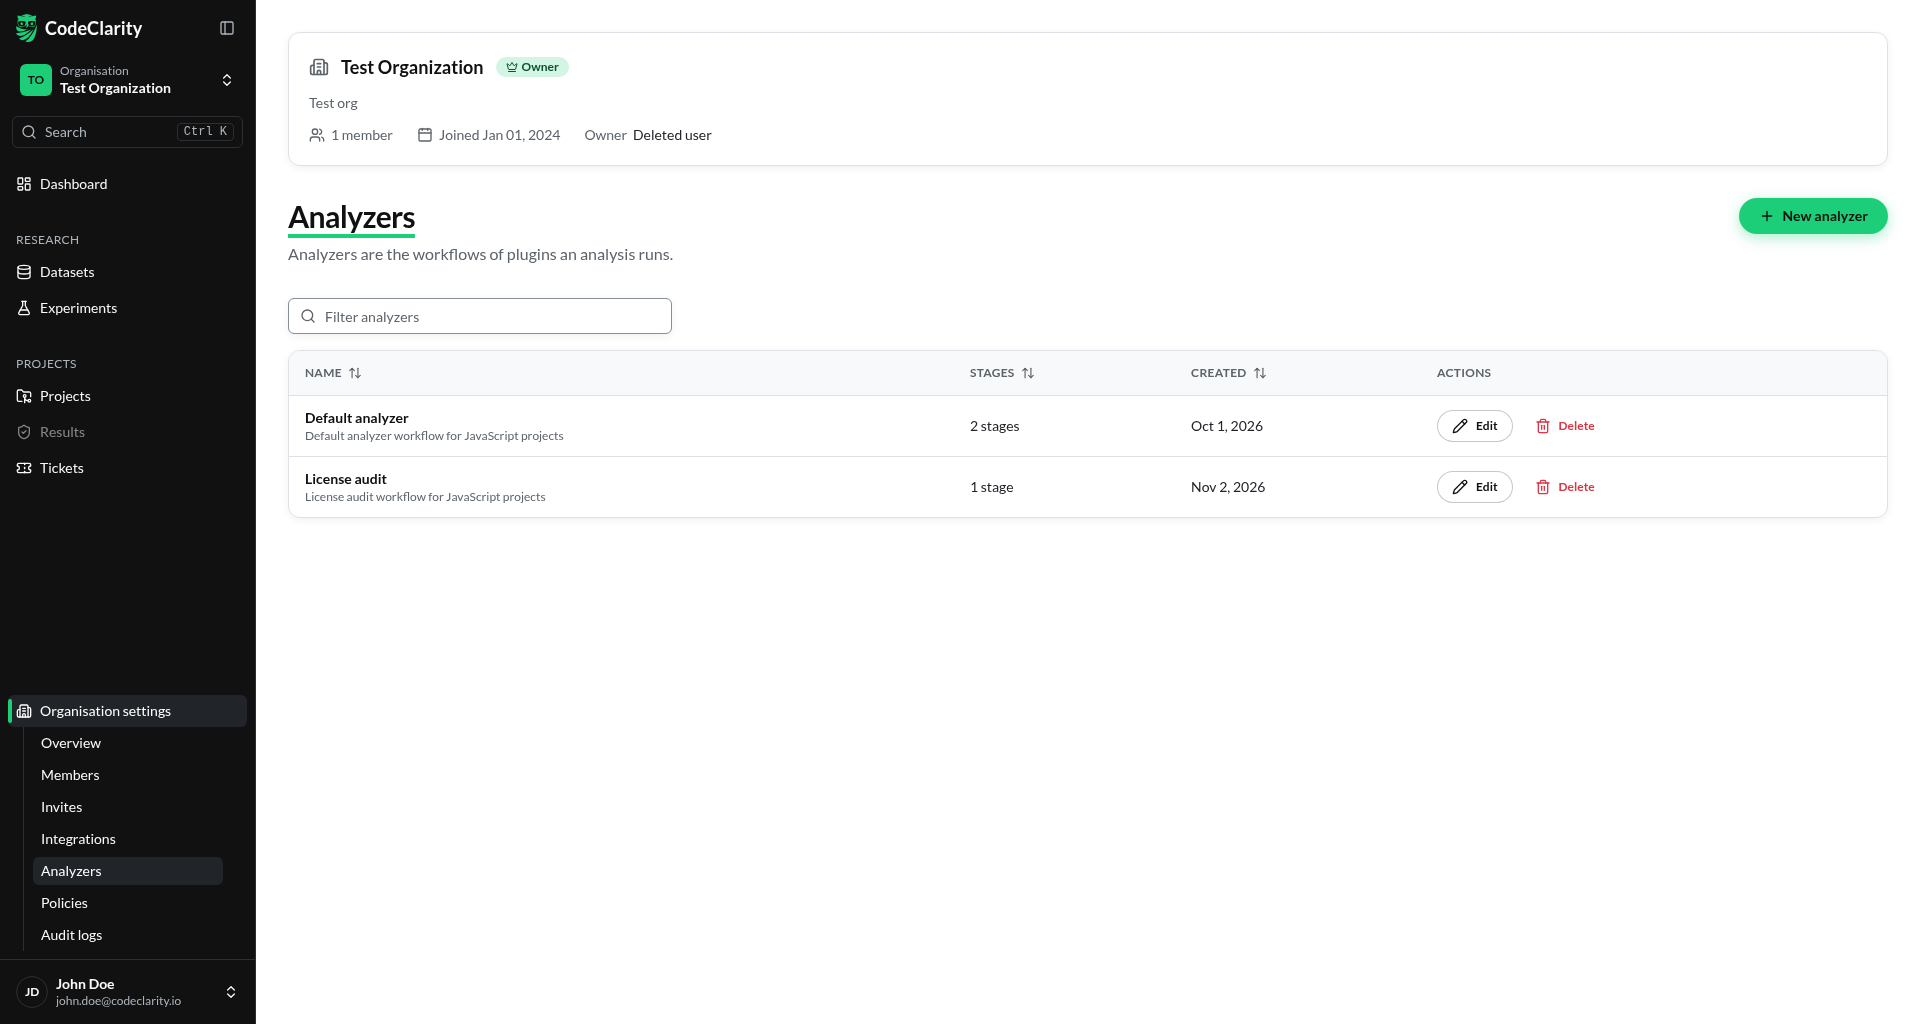 CodeClarity
TO
Organisation
Test Organization
Search
Ctrl K
Dashboard
RESEARCH
Datasets
Experiments
PROJECTS
Projects
Results
Tickets
Organisation settings
Overview
Members
Invites
Integrations
Analyzers
Policies
Audit logs
JD
John Doe
john.doe@codeclarity.io
Test Organization
Owner
Test org
1 member
Joined Jan 01, 2024
Owner Deleted user
Analyzers
New analyzer
Analyzers are the workflows of plugins an analysis runs.
Filter analyzers
NAME STAGES CREATED ACTIONS
Default analyzer
Default analyzer workflow for JavaScript projects
2 stages
Oct 1, 2026
Edit
Delete
License audit
License audit workflow for JavaScript projects
1 stage
Nov 2, 2026
Edit
Delete